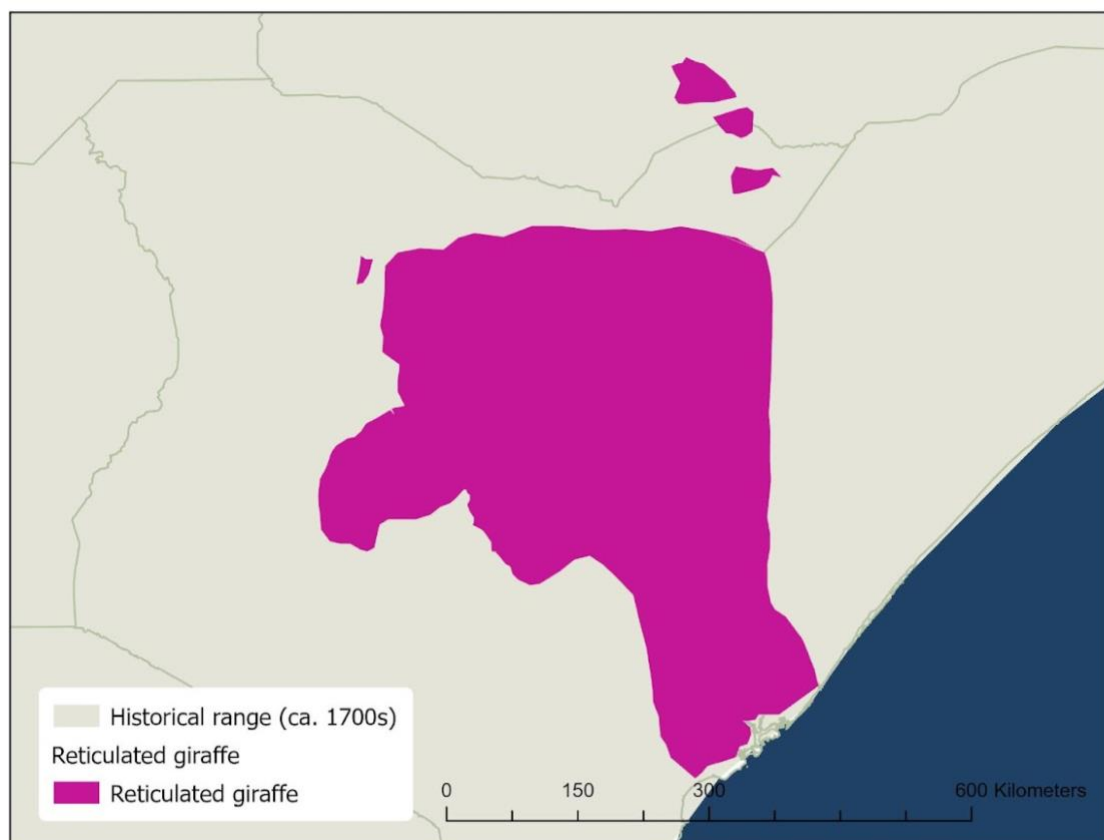 Historical range (ca. 1700s)
Reticulated giraffe
Reticulated giraffe
0 150 300 600 Kilometers